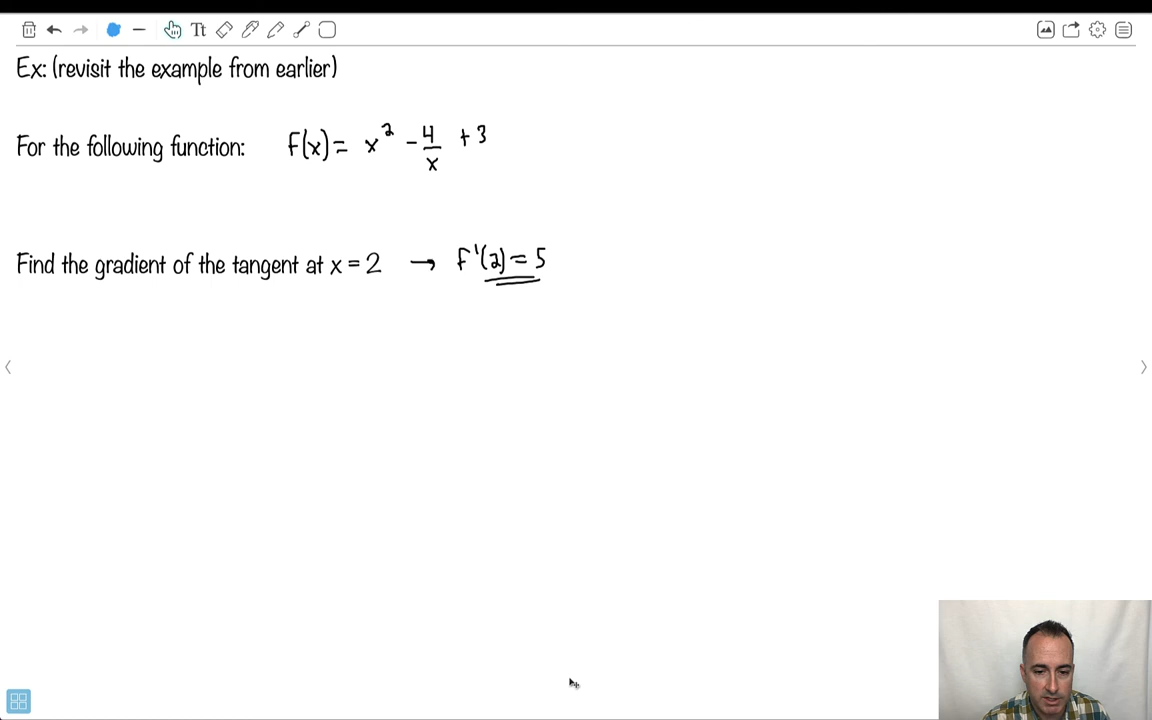 Tt
Ex: (revisit the example from earlier)
For the following function: f(x) = x² - 4/x + 3
Find the gradient of the tangent at x = 2 → f'(2) = 5